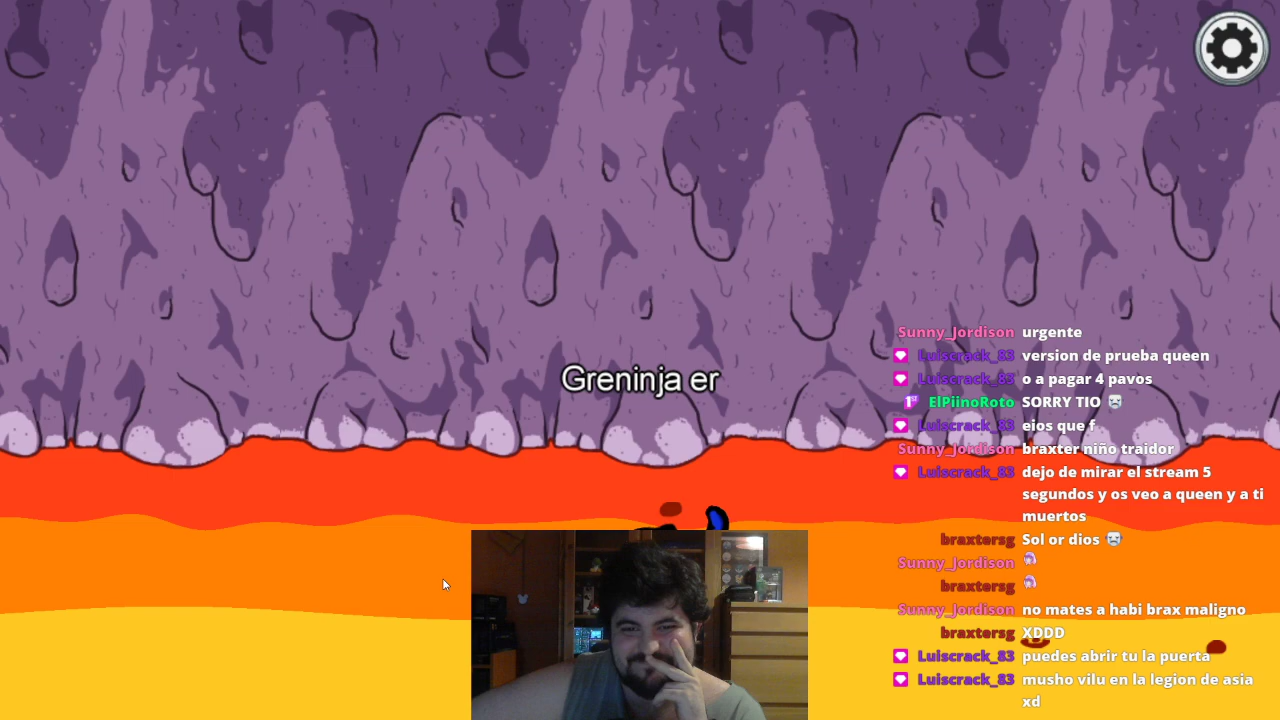 Greninja er
Sunny_Jordison urgente
Luiscrack_83 version de prueba queen
Luiscrack_83 o a pagar 4 pavos
ElPiinoRoto SORRY TIO
Luiscrack_83 eios que f
Sunny_Jordison braxter niño traidor
Luiscrack_83 dejo de mirar el stream 5
segundos y os veo a queen y a ti
muertos
braxtersg Sol or dios
Sunny_Jordison
braxtersg
Sunny_Jordison no mates a habi brax maligno
braxtersg XDDD
Luiscrack_83 puedes abrir tu la puerta
Luiscrack_83 musho vilu en la legion de asia
xd